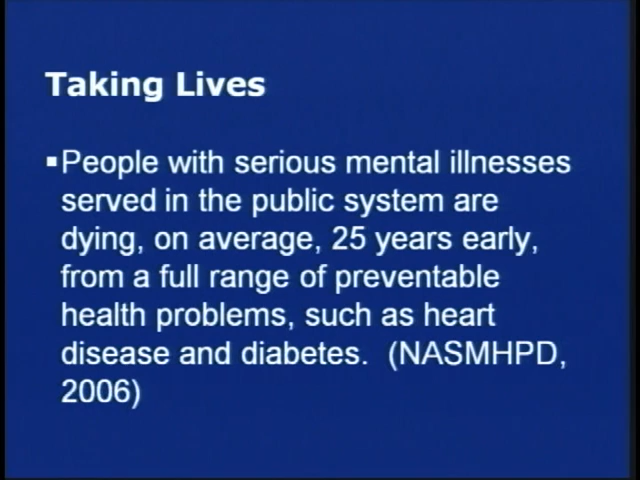 Taking Lives
▪People with serious mental illnesses
served in the public system are
dying, on average, 25 years early,
from a full range of preventable
health problems, such as heart
disease and diabetes.  (NASMHPD,
2006)